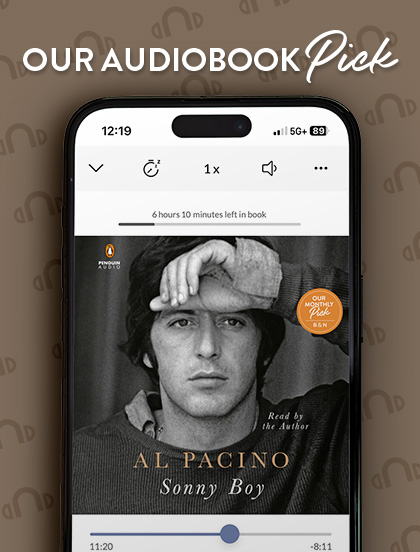 OUR AUDIOBOOK Pick
12:19
5G+ 89
1x
6 hours 10 minutes left in book
PENGUIN
AUDIO
OUR
MONTHLY
Pick
B&N
Read by
the Author
AL PACINO
Sonny Boy
11:20
-8:11